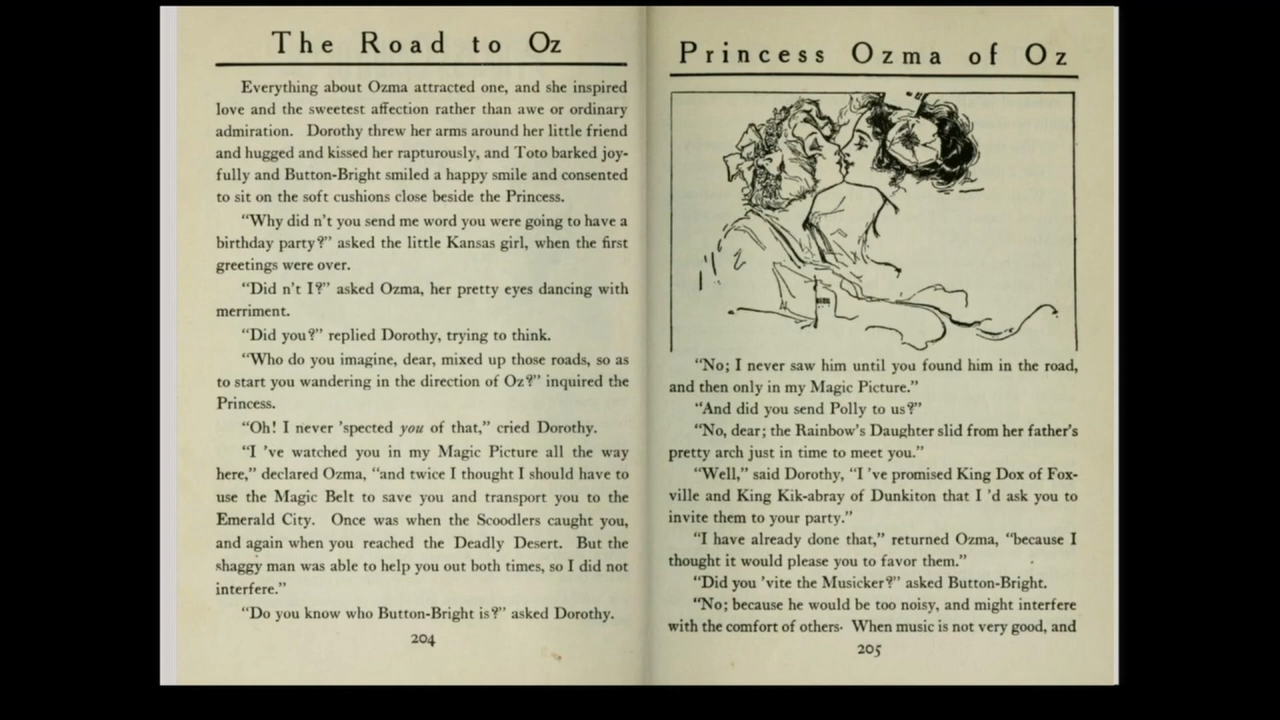 The Road to Oz
Everything about Ozma attracted one, and she inspired
love and the sweetest affection rather than awe or ordinary
admiration. Dorothy threw her arms around her little friend
and hugged and kissed her rapturously, and Toto barked joy-
fully and Button-Bright smiled a happy smile and consented
to sit on the soft cushions close beside the Princess.
“Why did n't you send me word you were going to have a
birthday party?” asked the little Kansas girl, when the first
greetings were over.
“Did n't I?” asked Ozma, her pretty eyes dancing with
merriment.
“Did you?” replied Dorothy, trying to think.
“Who do you imagine, dear, mixed up those roads, so as
to start you wandering in the direction of Oz?” inquired the
Princess.
“Oh! I never 'spected you of that,” cried Dorothy.
“I 've watched you in my Magic Picture all the way
here,” declared Ozma, “and twice I thought I should have to
use the Magic Belt to save you and transport you to the
Emerald City. Once was when the Scoodlers caught you,
and again when you reached the Deadly Desert. But the
shaggy man was able to help you out both times, so I did not
interfere.”
“Do you know who Button-Bright is?” asked Dorothy.
204
Princess Ozma of Oz
“No; I never saw him until you found him in the road,
and then only in my Magic Picture.”
“And did you send Polly to us?”
“No, dear; the Rainbow's Daughter slid from her father's
pretty arch just in time to meet you.”
“Well,” said Dorothy, “I 've promised King Dox of Fox-
ville and King Kik-abray of Dunkiton that I 'd ask you to
invite them to your party.”
“I have already done that,” returned Ozma, “because I
thought it would please you to favor them.”
“Did you 'vite the Musicker?” asked Button-Bright.
“No; because he would be too noisy, and might interfere
with the comfort of others. When music is not very good, and
205